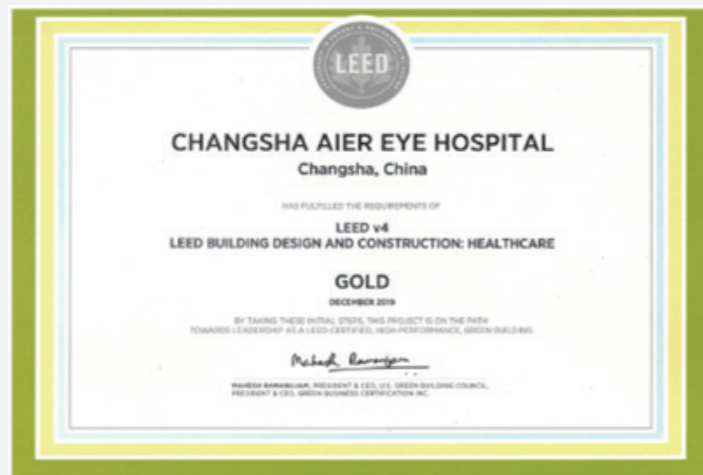 LEED
CHANGSHA AIER EYE HOSPITAL
Changsha, China
HAS FULFILLED THE REQUIREMENTS OF
LEED v4
LEED BUILDING DESIGN AND CONSTRUCTION: HEALTHCARE
GOLD
DECEMBER 2019
BY TAKING THESE INITIAL STEPS, THIS PROJECT IS ON THE PATH
TOWARDS LEADERSHIP AS A LEED-CERTIFIED, HIGH-PERFORMANCE, GREEN BUILDING
Mahesh Ramanujam
MAHESH RAMANUJAM, PRESIDENT & CEO, U.S. GREEN BUILDING COUNCIL,
PRESIDENT & CEO, GREEN BUSINESS CERTIFICATION INC.